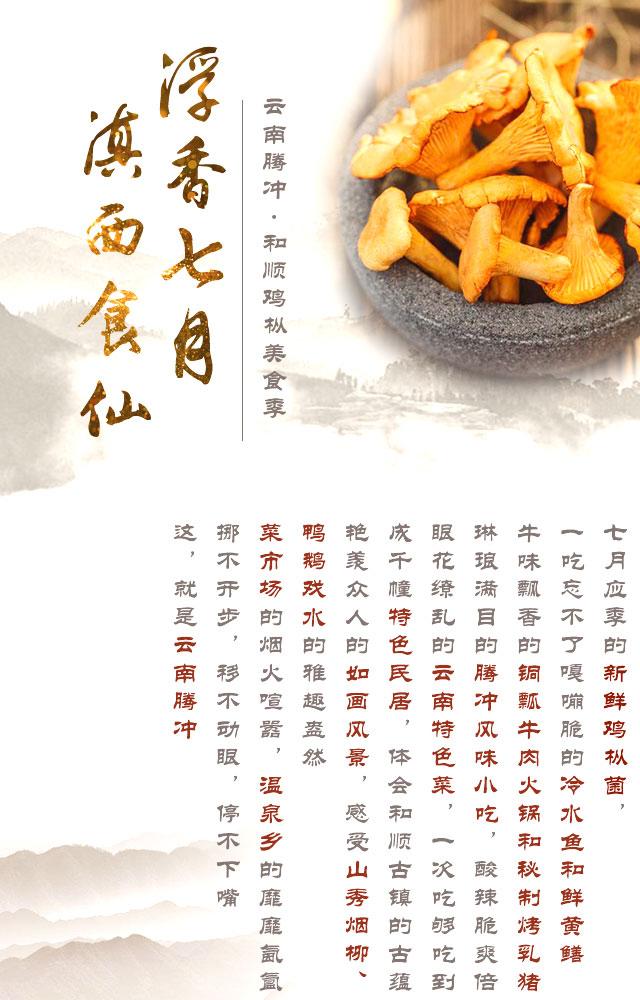 浮香七月
滇西食仙
云南腾冲·和顺鸡枞美食季
七月应季的新鲜鸡枞菌，
一吃忘不了嘎嘣脆的冷水鱼和鲜黄鳝
牛味飘香的铜瓢牛肉火锅和秘制烤乳猪
琳琅满目的腾冲风味小吃，酸辣脆爽倍
眼花缭乱的云南特色菜，一次吃够吃到
成千幢特色民居，体会和顺古镇的古蕴
艳羡众人的如画风景，感受山秀烟柳、
鸭鹅戏水的雅趣盎然
菜市场的烟火喧嚣，温泉乡的靡靡氤氲
挪不开步，移不动眼，停不下嘴
这，就是云南腾冲